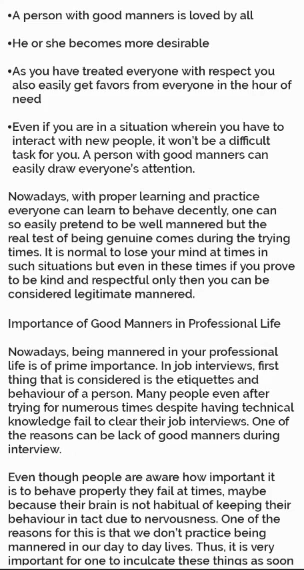 •A person with good manners is loved by all
•He or she becomes more desirable
•As you have treated everyone with respect you
also easily get favors from everyone in the hour of
need
•Even if you are in a situation wherein you have to
interact with new people, it won't be a difficult
task for you. A person with good manners can
easily draw everyone's attention.
Nowadays, with proper learning and practice
everyone can learn to behave decently, one can
so easily pretend to be well mannered but the
real test of being genuine comes during the trying
times. It is normal to lose your mind at times in
such situations but even in these times if you prove
to be kind and respectful only then you can be
considered legitimate mannered.
Importance of Good Manners in Professional Life
Nowadays, being mannered in your professional
life is of prime importance. In job interviews, first
thing that is considered is the etiquettes and
behaviour of a person. Many people even after
trying for numerous times despite having technical
knowledge fail to clear their job interviews. One of
the reasons can be lack of good manners during
interview.
Even though people are aware how important it
is to behave properly they fail at times, maybe
because their brain is not habitual of keeping their
behaviour in tact due to nervousness. One of the
reasons for this is that we don't practice being
mannered in our day to day lives. Thus, it is very
important for one to inculcate these things as soon